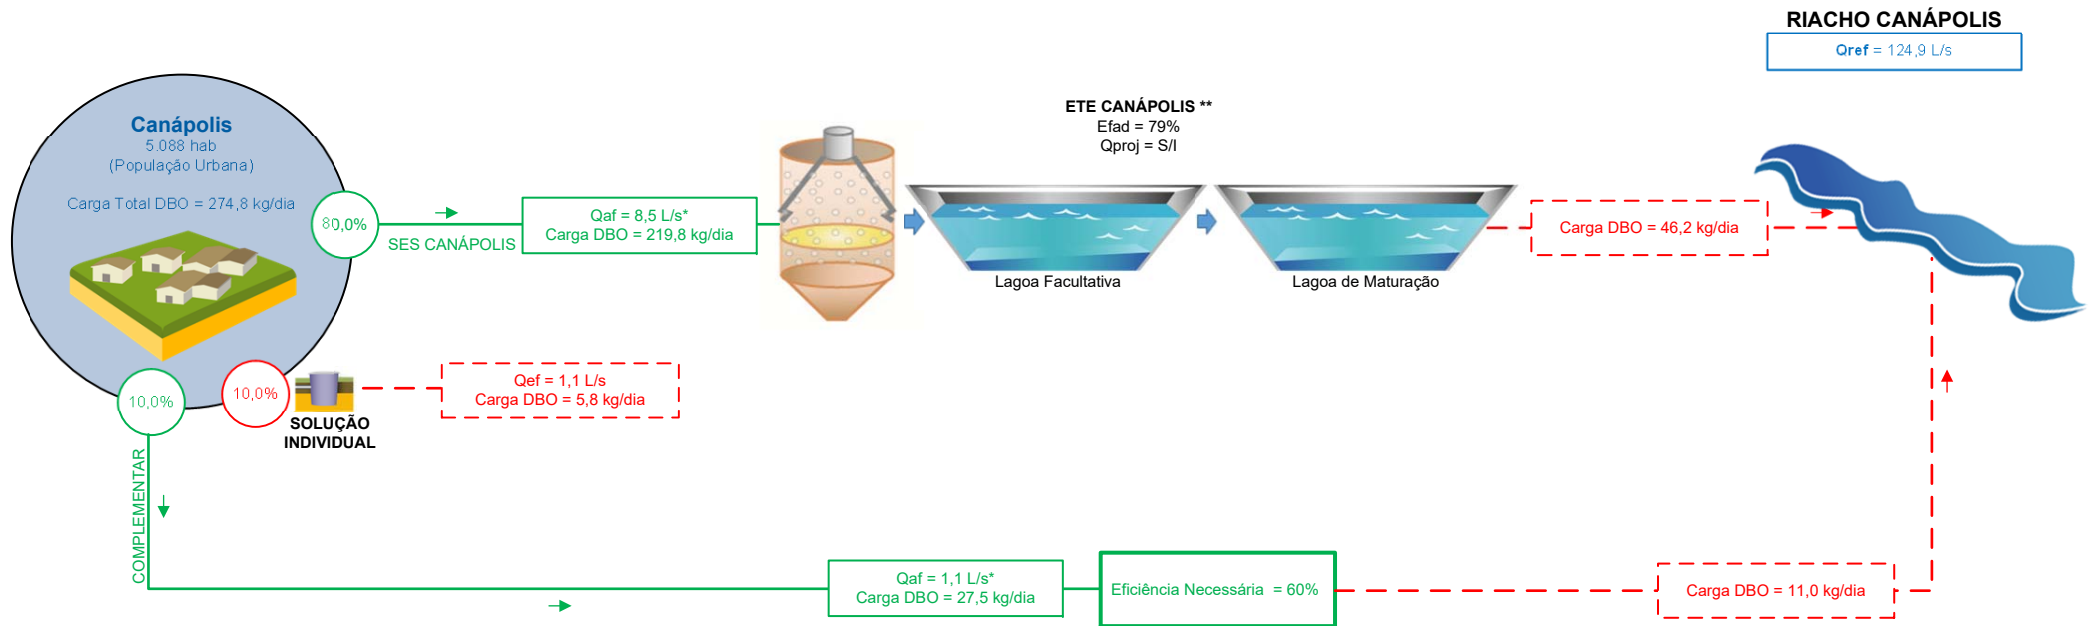 RIACHO CANÁPOLIS
Qref = 124,9 L/s
ETE CANÁPOLIS **
Efad = 79%
Qproj = S/I
Canápolis
5.088 hab
(População Urbana)
Carga Total DBO = 274,8 kg/dia
80,0%
SES CANÁPOLIS
Qaf = 8,5 L/s*
Carga DBO = 219,8 kg/dia
Lagoa Facultativa
Lagoa de Maturação
Carga DBO = 46,2 kg/dia
10,0%
10,0%
SOLUÇÃO
INDIVIDUAL
Qef = 1,1 L/s
Carga DBO = 5,8 kg/dia
COMPLEMENTAR
Qaf = 1,1 L/s*
Carga DBO = 27,5 kg/dia
Eficiência Necessária = 60%
Carga DBO = 11,0 kg/dia